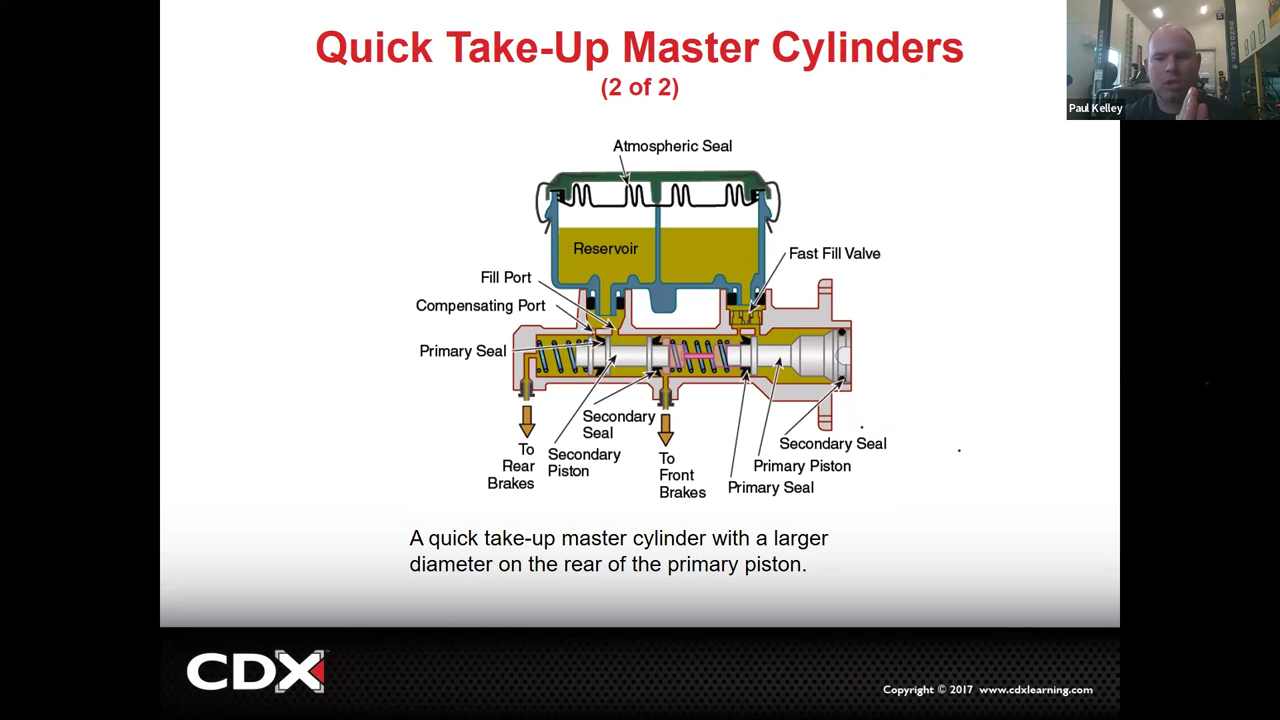 Quick Take-Up Master Cylinders
(2 of 2)
Paul Kelley
Atmospheric Seal
Reservoir
Fast Fill Valve
Fill Port
Compensating Port
Primary Seal
Secondary
Seal
Secondary
Piston
To
Rear
Brakes
To
Front
Brakes
Secondary Seal
Primary Piston
Primary Seal
A quick take-up master cylinder with a larger
diameter on the rear of the primary piston.
CDX
Copyright © 2017 www.cdxlearning.com